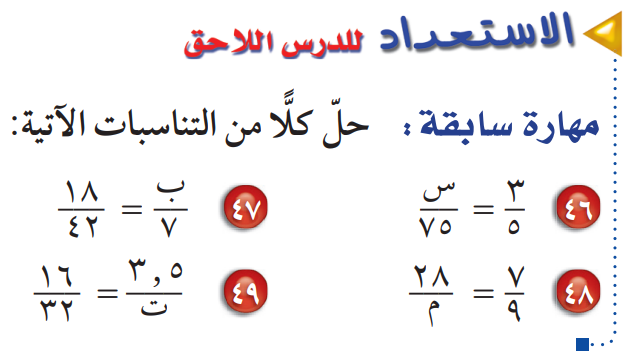 الاستعداد للدرس اللاحق
مهارة سابقة : حلّ كلًّا من التناسبات الآتية:
٤٦ ٣/٥ = س/٧٥ ٤٧ ب/٧ = ١٨/٤٢
٤٨ ٧/٩ = ٢٨/م ٤٩ ٣,٥/ت = ١٦/٣٢